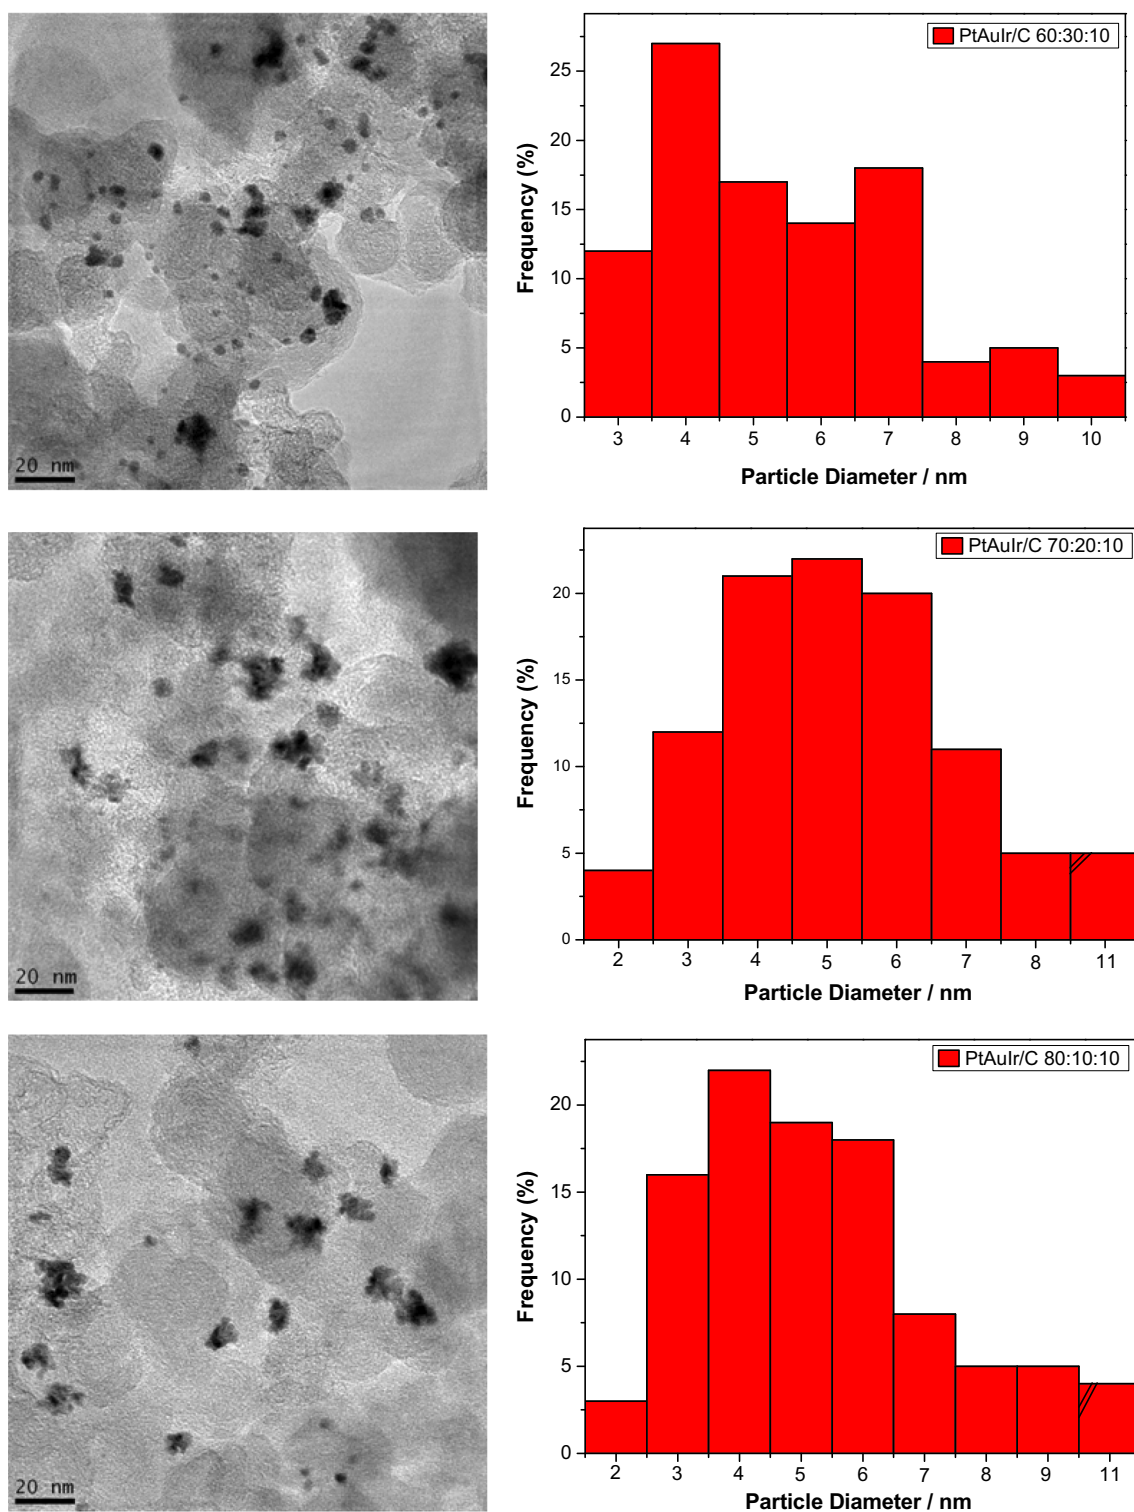 20 nm
PtAuIr/C 60:30:10
25
20
15
10
5
0
Frequency (%)
3 4 5 6 7 8 9 10
Particle Diameter / nm
20 nm
PtAuIr/C 70:20:10
20
15
10
5
0
Frequency (%)
2 3 4 5 6 7 8 11
Particle Diameter / nm
20 nm
PtAuIr/C 80:10:10
20
15
10
5
0
Frequency (%)
2 3 4 5 6 7 8 9 11
Particle Diameter / nm